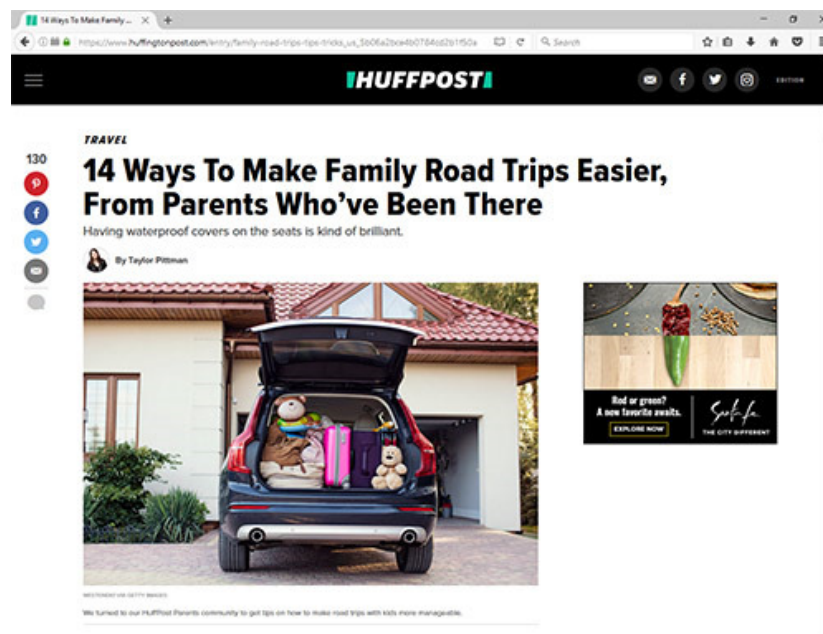 14 Ways To Make Family ...
https://www.huffingtonpost.com/entry/family-road-trips-tips-tricks_us_5b06a2bce4b0784cd2b1f50a
Search
HUFFPOST
EDITION
TRAVEL
130
14 Ways To Make Family Road Trips Easier,
From Parents Who've Been There
Having waterproof covers on the seats is kind of brilliant.
By Taylor Pittman
Red or green?
A new favorite awaits.
EXPLORE NOW
Santa Fe
THE CITY DIFFERENT
WESTEND61 VIA GETTY IMAGES
We turned to our HuffPost Parents community to get tips on how to make road trips with kids more manageable.